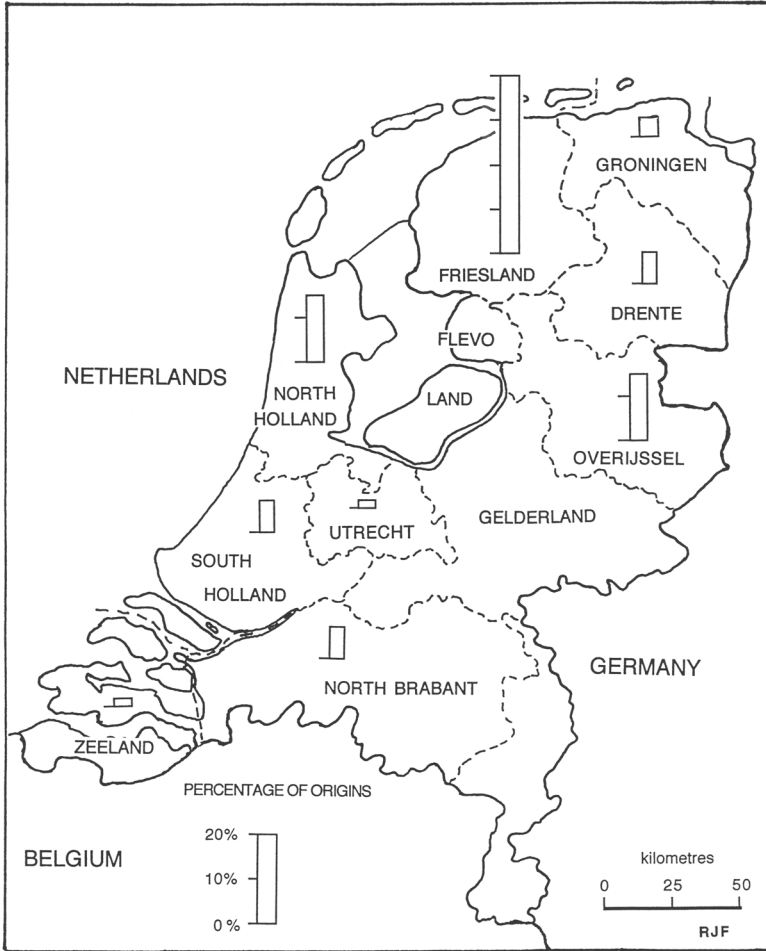 GRONINGEN
FRIESLAND
DRENTE
FLEVO
NETHERLANDS
NORTH
HOLLAND
LAND
OVERIJSSEL
GELDERLAND
UTRECHT
SOUTH
HOLLAND
GERMANY
NORTH BRABANT
ZEELAND
PERCENTAGE OF ORIGINS
20%
10%
0%
BELGIUM
kilometres
0 25 50
RJF